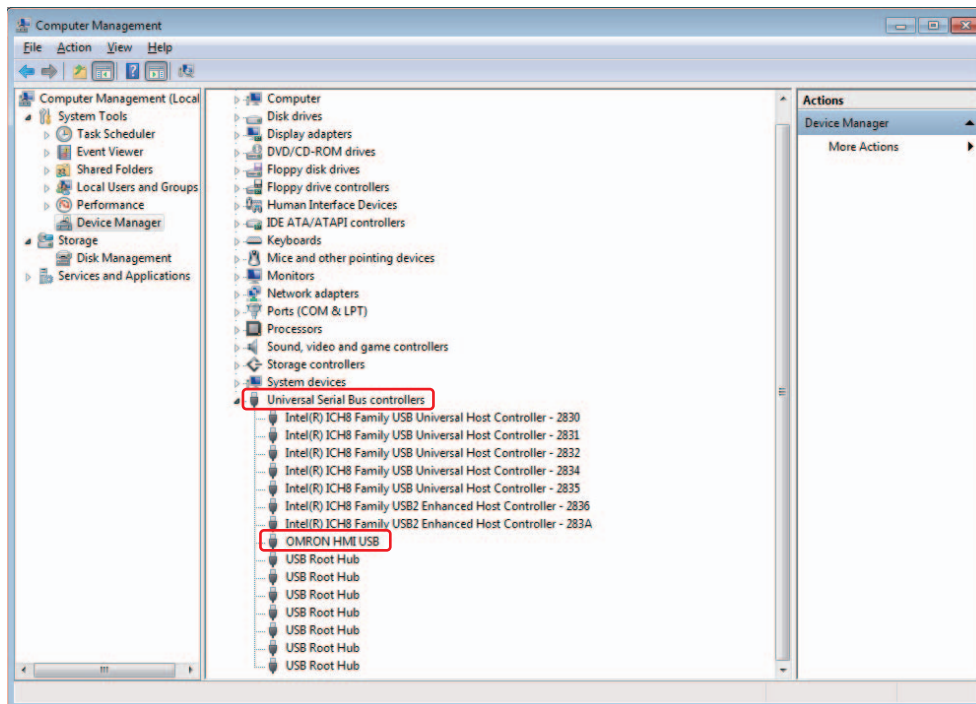 Computer Management
File Action View Help
Computer Management (Local
System Tools
Task Scheduler
Event Viewer
Shared Folders
Local Users and Groups
Performance
Device Manager
Storage
Disk Management
Services and Applications
Computer
Disk drives
Display adapters
DVD/CD-ROM drives
Floppy disk drives
Floppy drive controllers
Human Interface Devices
IDE ATA/ATAPI controllers
Keyboards
Mice and other pointing devices
Monitors
Network adapters
Ports (COM & LPT)
Processors
Sound, video and game controllers
Storage controllers
System devices
Universal Serial Bus controllers
Intel(R) ICH8 Family USB Universal Host Controller - 2830
Intel(R) ICH8 Family USB Universal Host Controller - 2831
Intel(R) ICH8 Family USB Universal Host Controller - 2832
Intel(R) ICH8 Family USB Universal Host Controller - 2834
Intel(R) ICH8 Family USB Universal Host Controller - 2835
Intel(R) ICH8 Family USB2 Enhanced Host Controller - 2836
Intel(R) ICH8 Family USB2 Enhanced Host Controller - 283A
OMRON HMI USB
USB Root Hub
USB Root Hub
USB Root Hub
USB Root Hub
USB Root Hub
USB Root Hub
USB Root Hub
Actions
Device Manager
More Actions